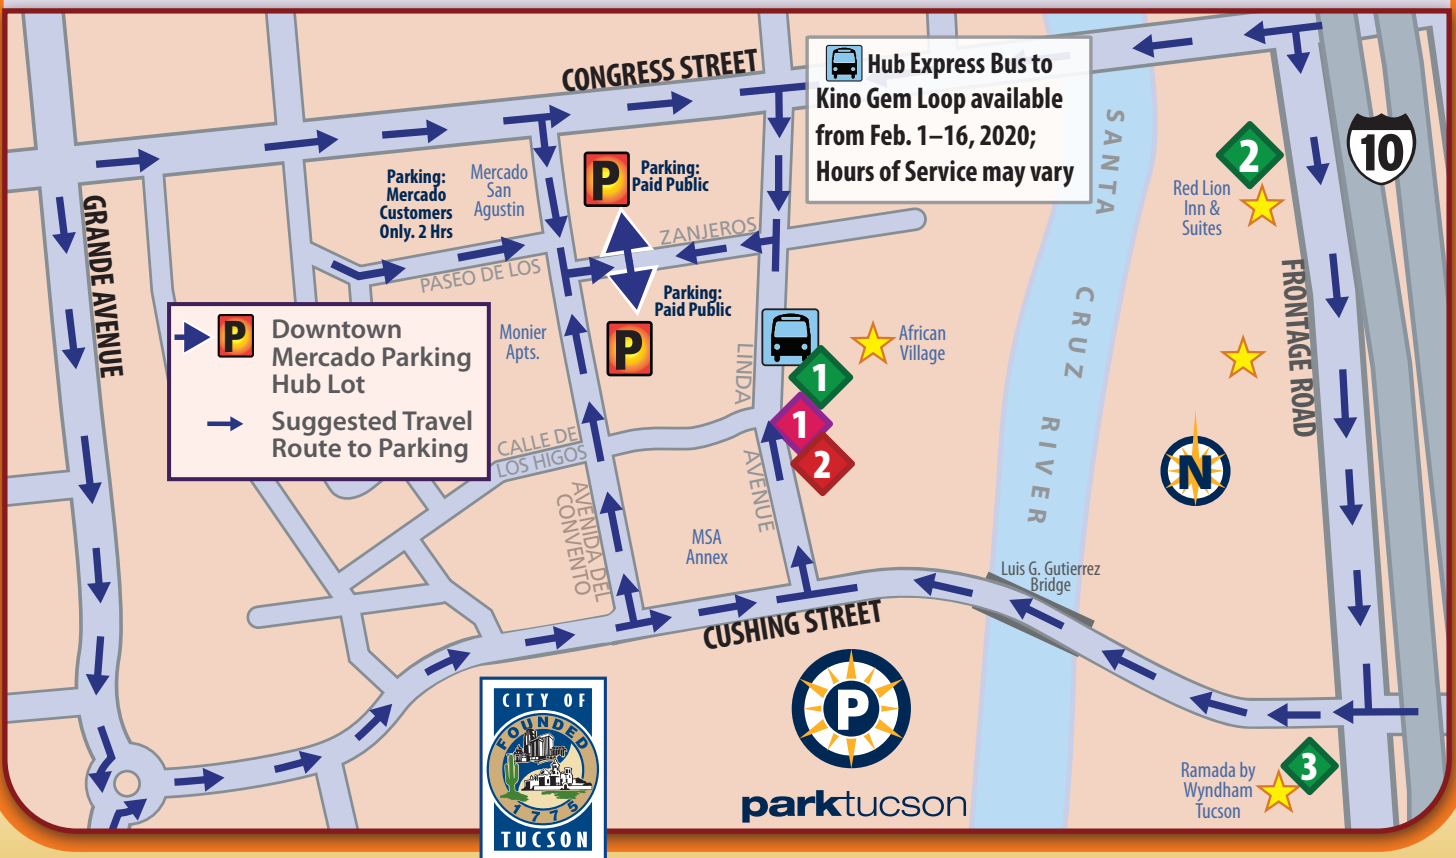 CONGRESS STREET
Hub Express Bus to
Kino Gem Loop available
from Feb. 1–16, 2020;
Hours of Service may vary
SANTA
CRUZ
RIVER
10
2
Red Lion
Inn &
Suites
Parking:
Mercado
Customers
Only. 2 Hrs
Mercado
San
Agustin
P
Parking:
Paid Public
GRANDE AVENUE
PASEO DE LOS
ZANJEROS
Parking:
Paid Public
P
FRONTAGE ROAD
P
Downtown
Mercado Parking
Hub Lot
Suggested Travel
Route to Parking
Monier
Apts.
LINDA
AVENUE
African
Village
1
1
2
CALLE DE
LOS HIGOS
AVENIDA DEL
CONVENTO
MSA
Annex
N
Luis G. Gutierrez
Bridge
CUSHING STREET
CITY OF
FOUNDED
1775
TUCSON
P
parktucson
Ramada by
Wyndham
Tucson
3